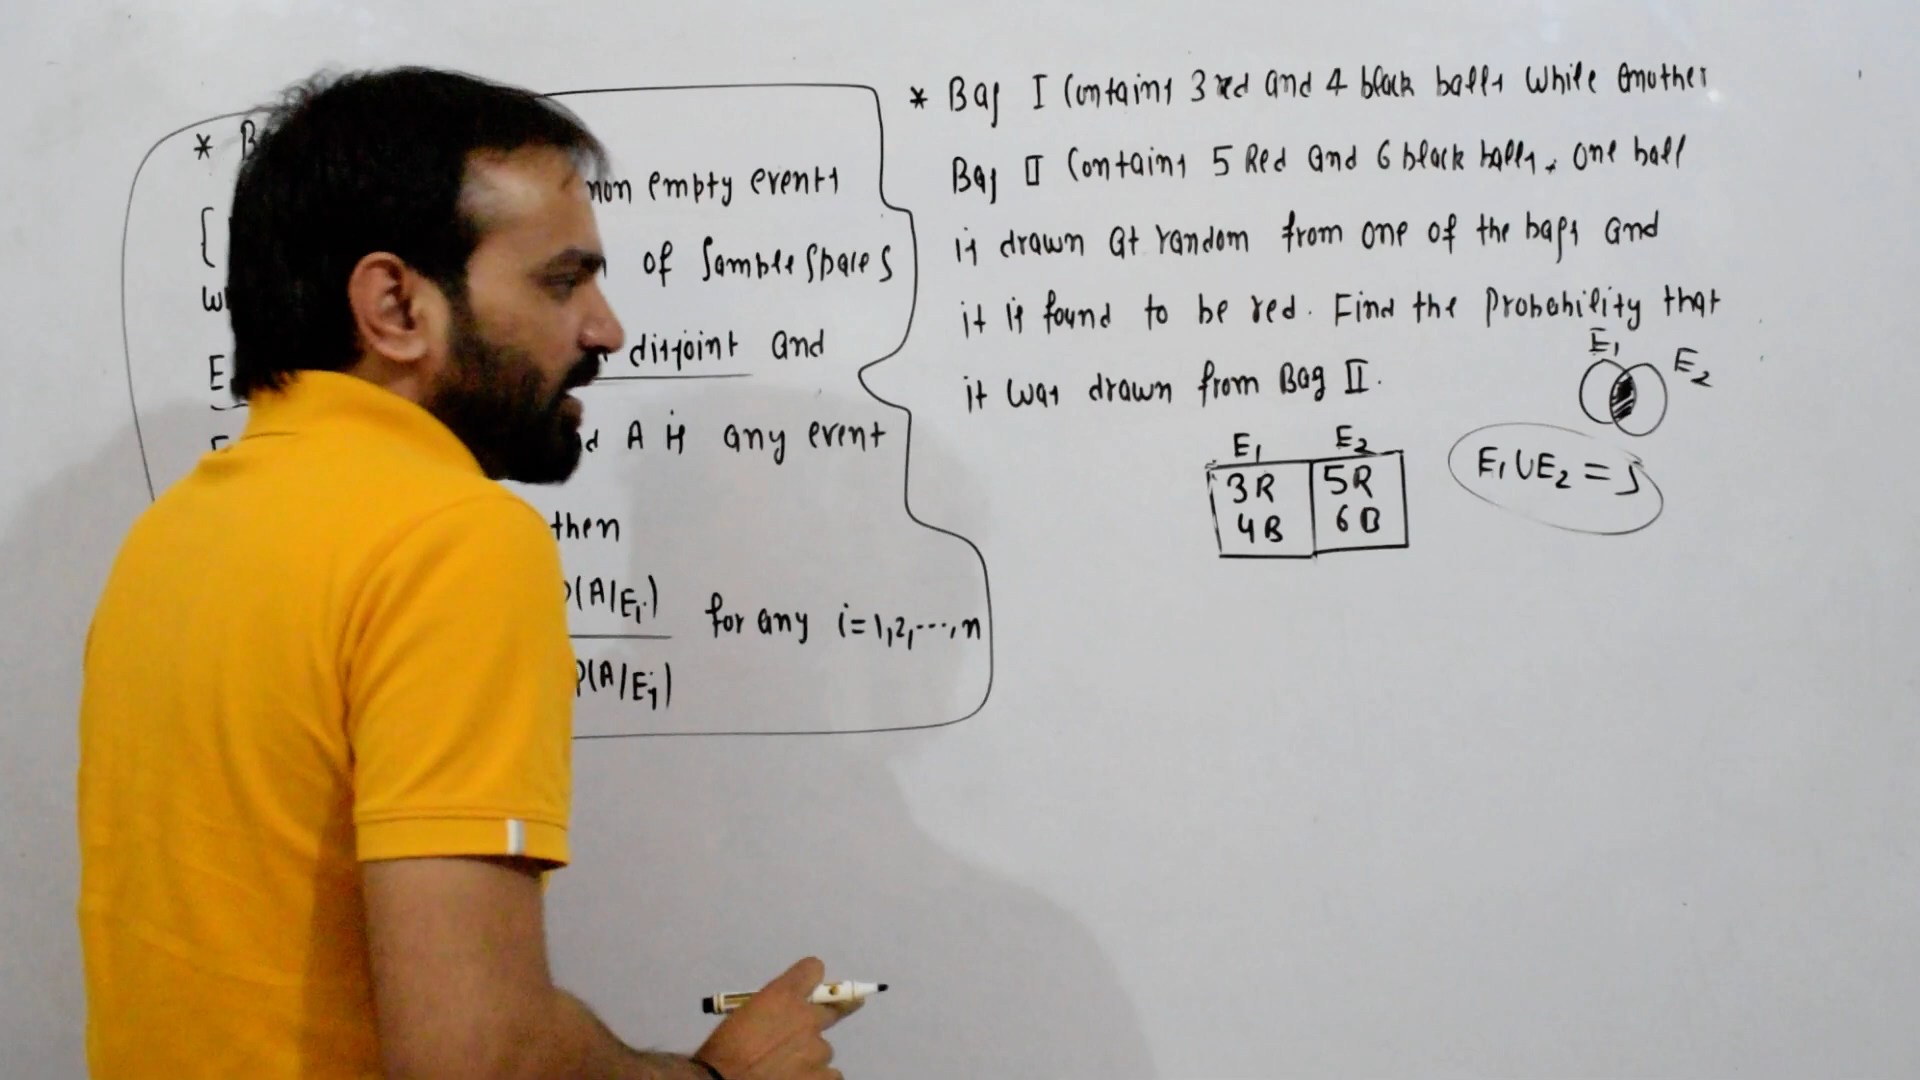 * B
non empty events
of Sample Space S
disjoint and
A is any event
then
P(A/Ei) for any i=1,2,...,n
P(A/Ej)
* Bag I Contains 3 red and 4 black balls while another
Bag II Contains 5 Red and 6 black balls. One ball
is drawn at random from one of the bags and
it is found to be red. Find the Probability that
it was drawn from Bag II.
E1 E2
E1 E2
3R 5R
4B 6B
E1∪E2 = S